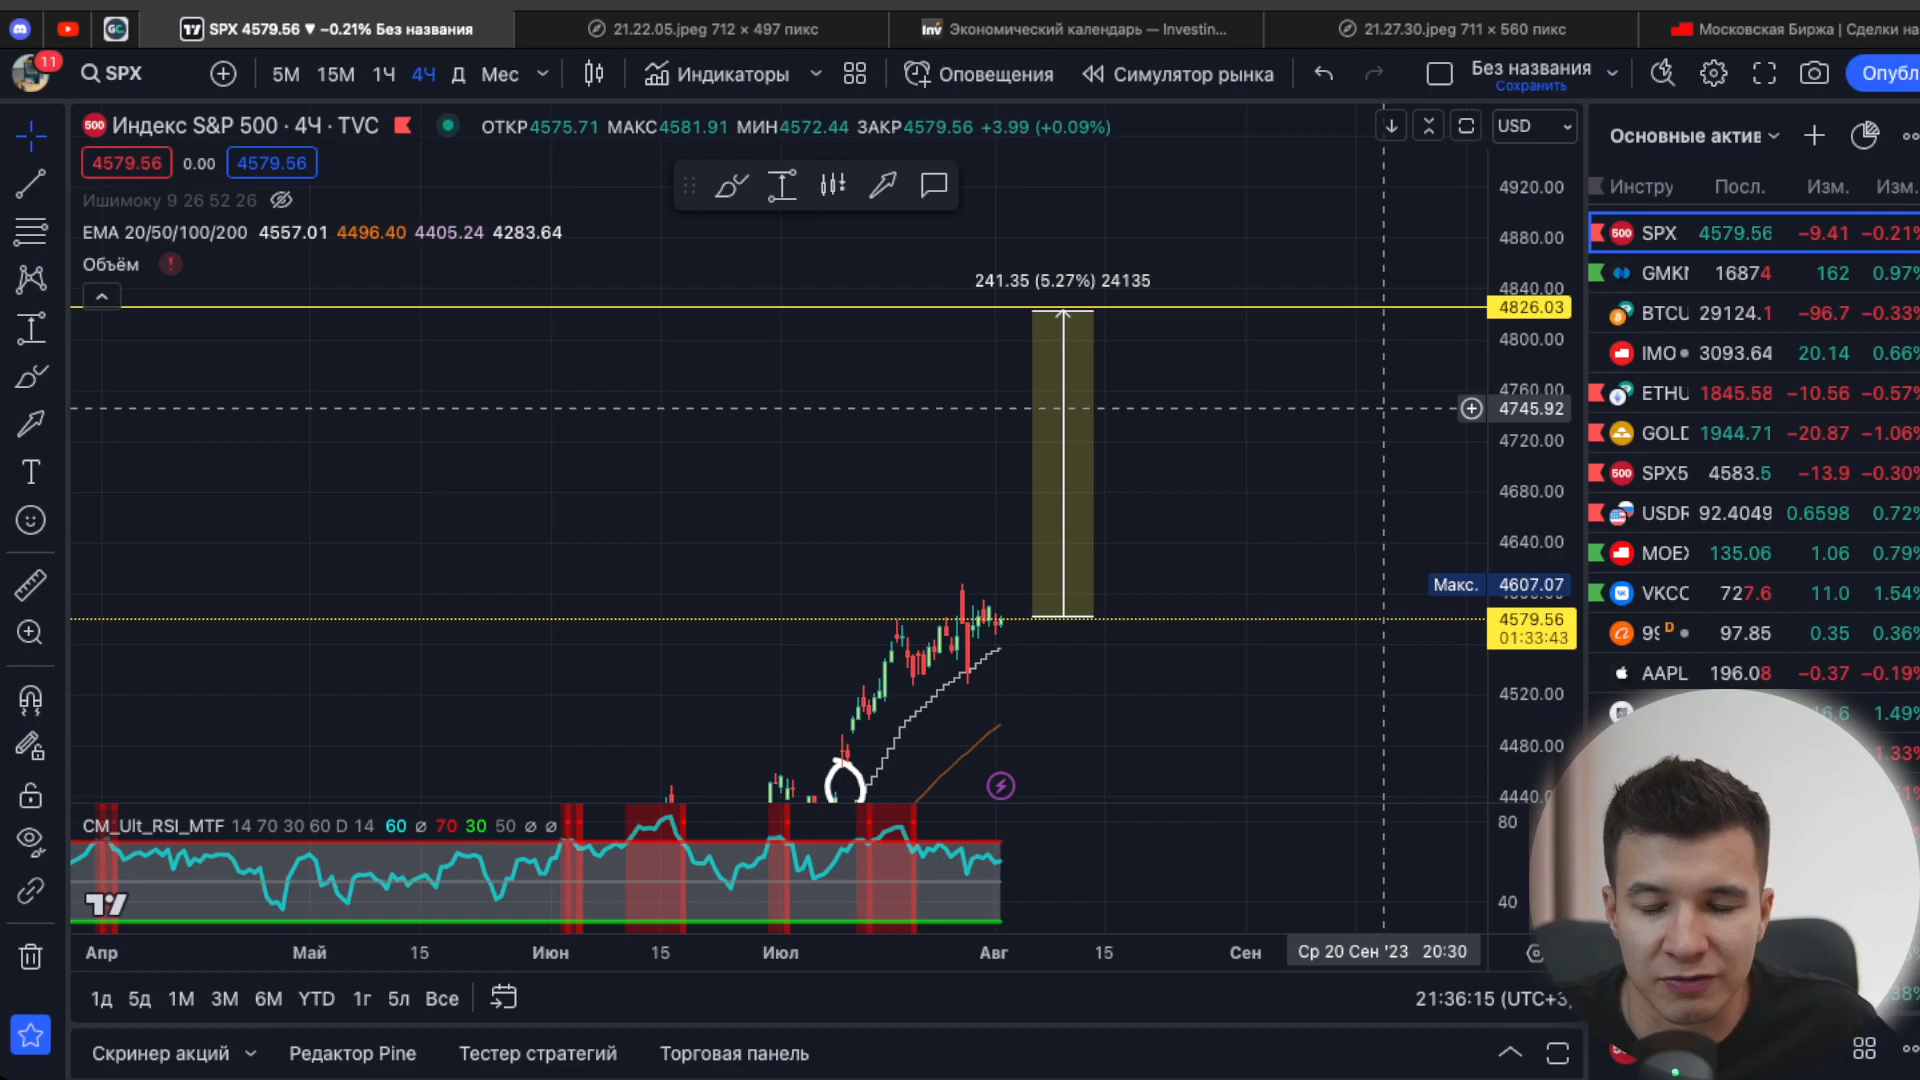 SPX 4579.56 ▼ −0.21% Без названия
21.22.05.jpeg 712 × 497 пикс
Inv Экономический календарь — Investin...
21.27.30.jpeg 711 × 560 пикс
Московская Биржа | Сделки на
11
SPX
5М 15М 1Ч 4Ч Д Мес
Индикаторы
Оповещения
Симулятор рынка
Без названия
Сохранить
Опубл
500 Индекс S&P 500 · 4Ч · TVC
ОТКР4575.71 МАКС4581.91 МИН4572.44 ЗАКР4579.56 +3.99 (+0.09%)
USD
4579.56 0.00 4579.56
Ишимоку 9 26 52 26
EMA 20/50/100/200 4557.01 4496.40 4405.24 4283.64
Объём
241.35 (5.27%) 24135
4920.00
4880.00
4840.00
4826.03
4800.00
4760.00
4745.92
4720.00
4680.00
4640.00
Макс. 4607.07
4579.56
01:33:43
4520.00
4480.00
4440.0
CM_Ult_RSI_MTF 14 70 30 60 D 14 60 ⌀ 70 30 50 ⌀ ⌀
80
40
Апр Май 15 Июн 15 Июл Авг 15 Сен
Ср 20 Сен '23 20:30
1д 5д 1М 3М 6М YTD 1г 5л Все
21:36:15 (UTC+3
Скринер акций Редактор Pine Тестер стратегий Торговая панель
Основные актив
Инстру Посл. Изм. Изм.
500 SPX 4579.56 −9.41 −0.21%
GMKI 16874 162 0.97%
BTCU 29124.1 −96.7 −0.33%
IMO 3093.64 20.14 0.66%
ETHU 1845.58 −10.56 −0.57%
GOLD 1944.71 −20.87 −1.06%
500 SPX5 4583.5 −13.9 −0.30%
USDR 92.4049 0.6598 0.72%
MOEX 135.06 1.06 0.79%
VKCC 727.6 11.0 1.54%
D 97.85 0.35 0.36%
AAPL 196.08 −0.37 −0.19%
1.49%